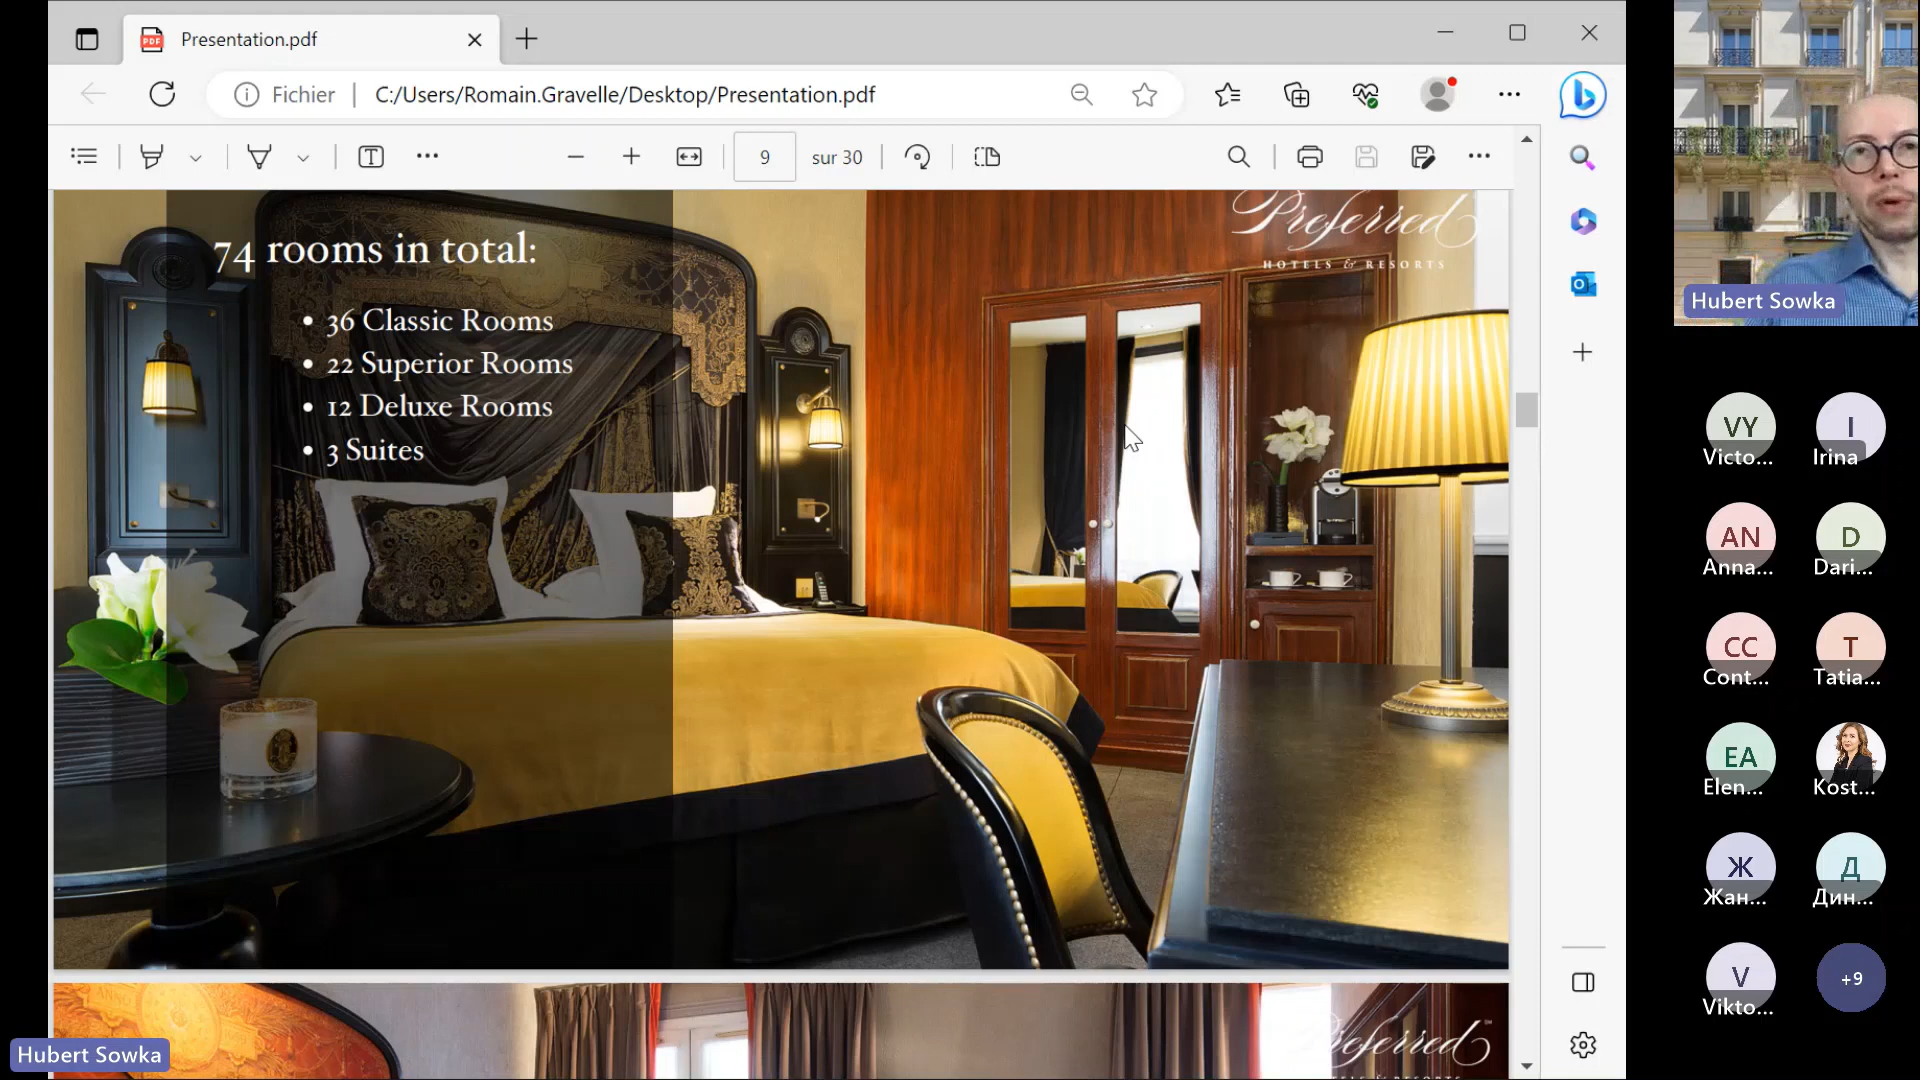 Presentation.pdf
Fichier
C:/Users/Romain.Gravelle/Desktop/Presentation.pdf
9
sur 30
74 rooms in total:
• 36 Classic Rooms
• 22 Superior Rooms
• 12 Deluxe Rooms
• 3 Suites
Preferred
HOTELS & RESORTS
Hubert Sowka
VY
Victo...
I
Irina
AN
Anna...
D
Dari...
CC
Cont...
T
Tatia...
EA
Elen...
Kost...
Ж
Жан...
Д
Дин...
V
Vikto...
+9
Preferred
Hubert Sowka